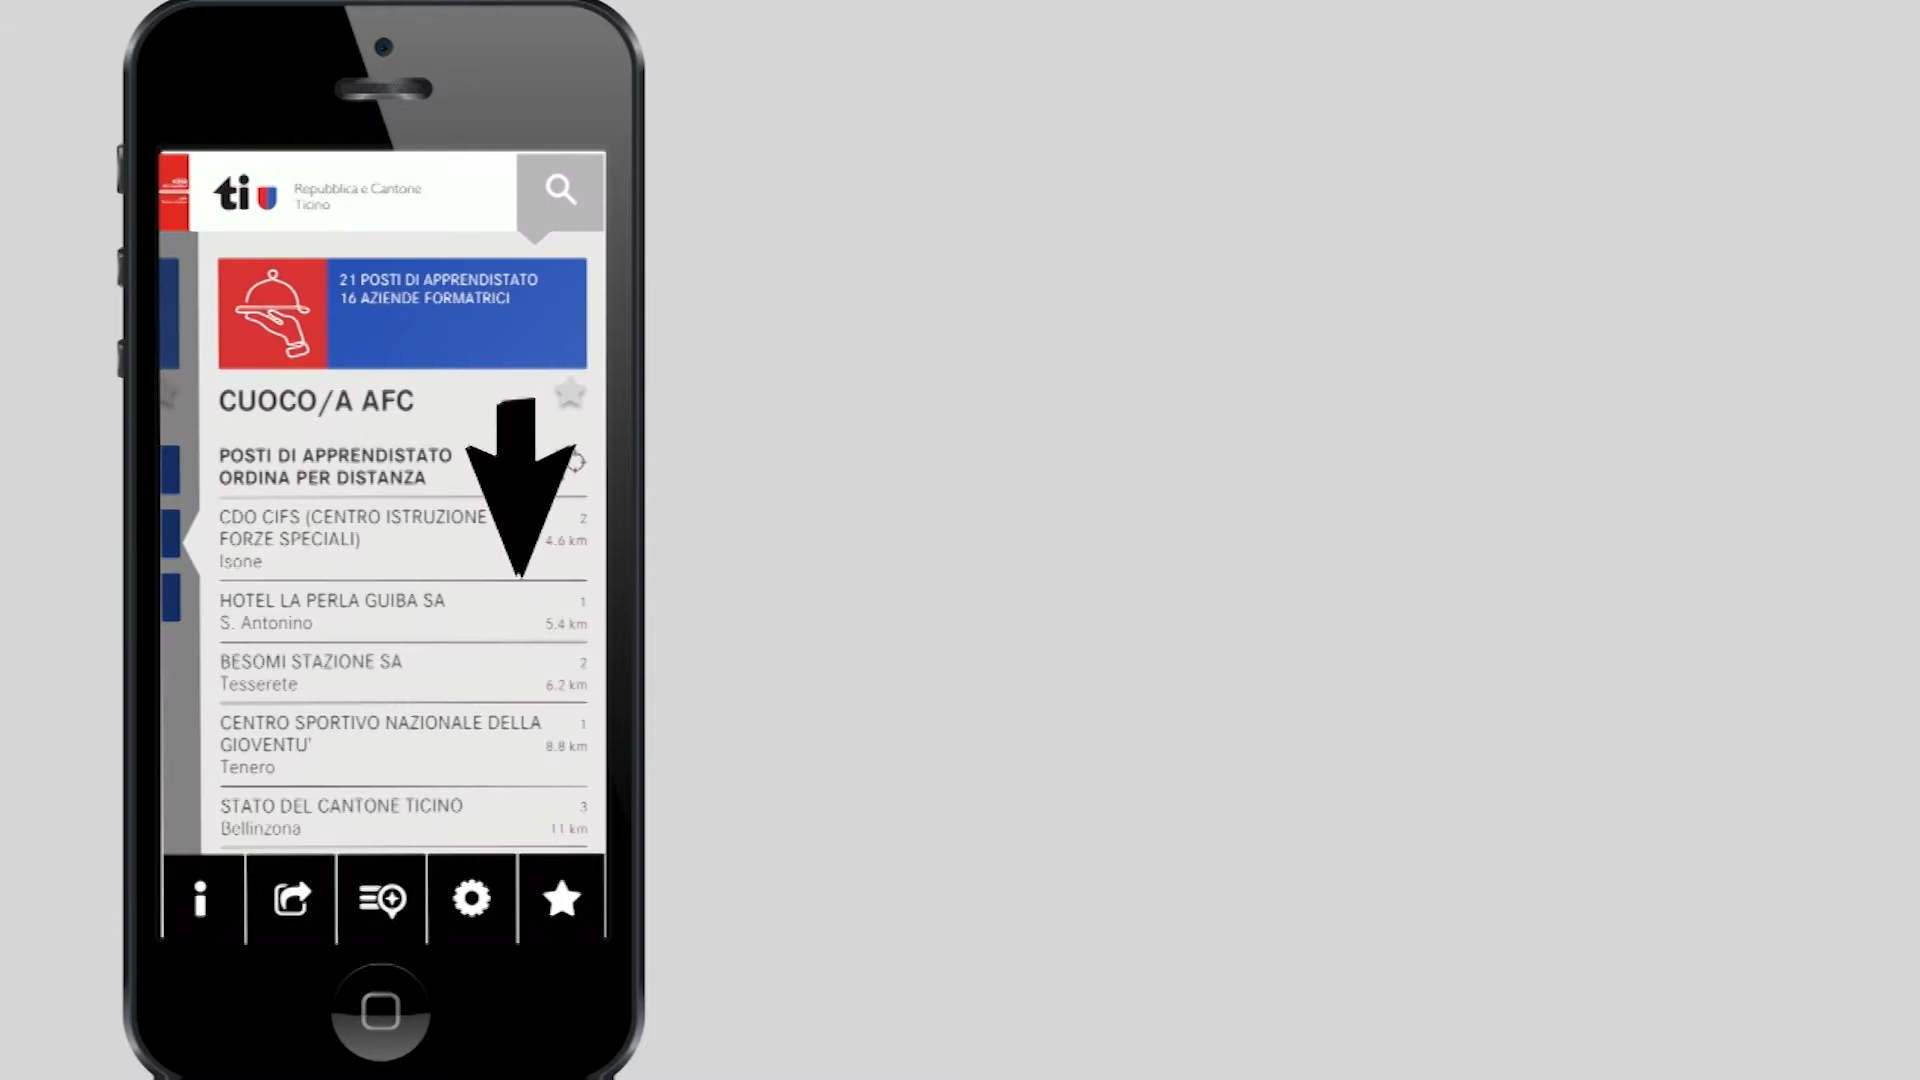 ti
Repubblica e Cantone
Ticino
21 POSTI DI APPRENDISTATO
16 AZIENDE FORMATRICI
CUOCO/A AFC
POSTI DI APPRENDISTATO
ORDINA PER DISTANZA
CDO CIFS (CENTRO ISTRUZIONE 2
FORZE SPECIALI) 4.6 km
Isone
HOTEL LA PERLA GUIBA SA 1
S. Antonino 5.4 km
BESOMI STAZIONE SA 2
Tesserete 6.2 km
CENTRO SPORTIVO NAZIONALE DELLA 1
GIOVENTU' 8.8 km
Tenero
STATO DEL CANTONE TICINO 3
Bellinzona 11 km